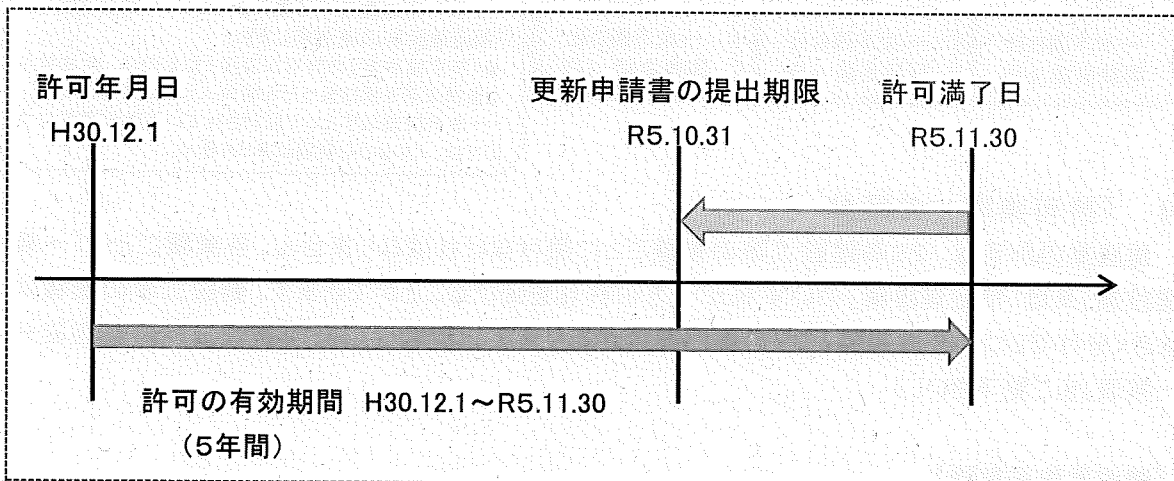 許可年月日
H30.12.1
更新申請書の提出期限
R5.10.31
許可満了日
R5.11.30
許可の有効期間 H30.12.1～R5.11.30
(5年間)